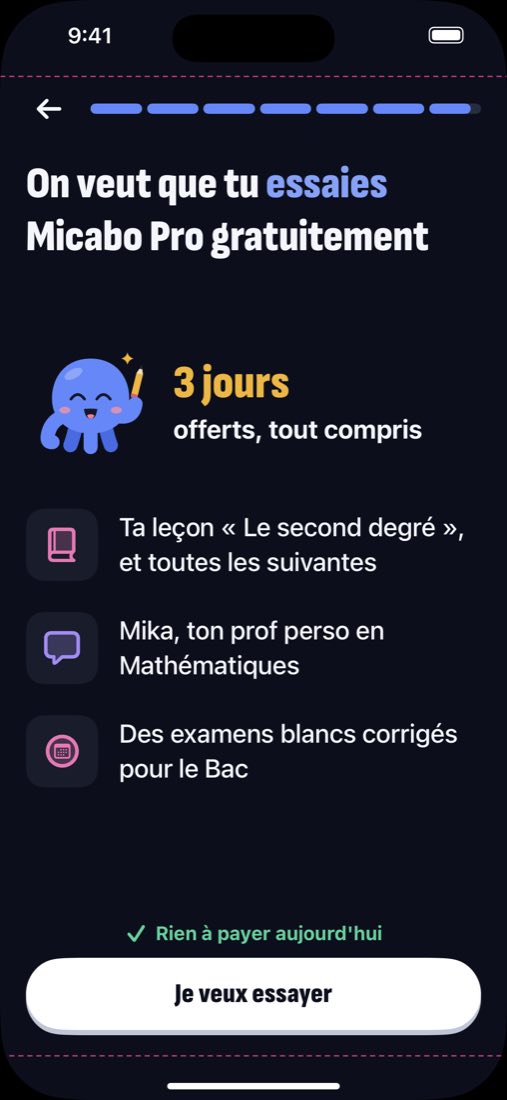 9:41
On veut que tu essaies
Micabo Pro gratuitement
3 jours
offerts, tout compris
Ta leçon « Le second degré »,
et toutes les suivantes
Mika, ton prof perso en
Mathématiques
Des examens blancs corrigés
pour le Bac
Rien à payer aujourd'hui
Je veux essayer